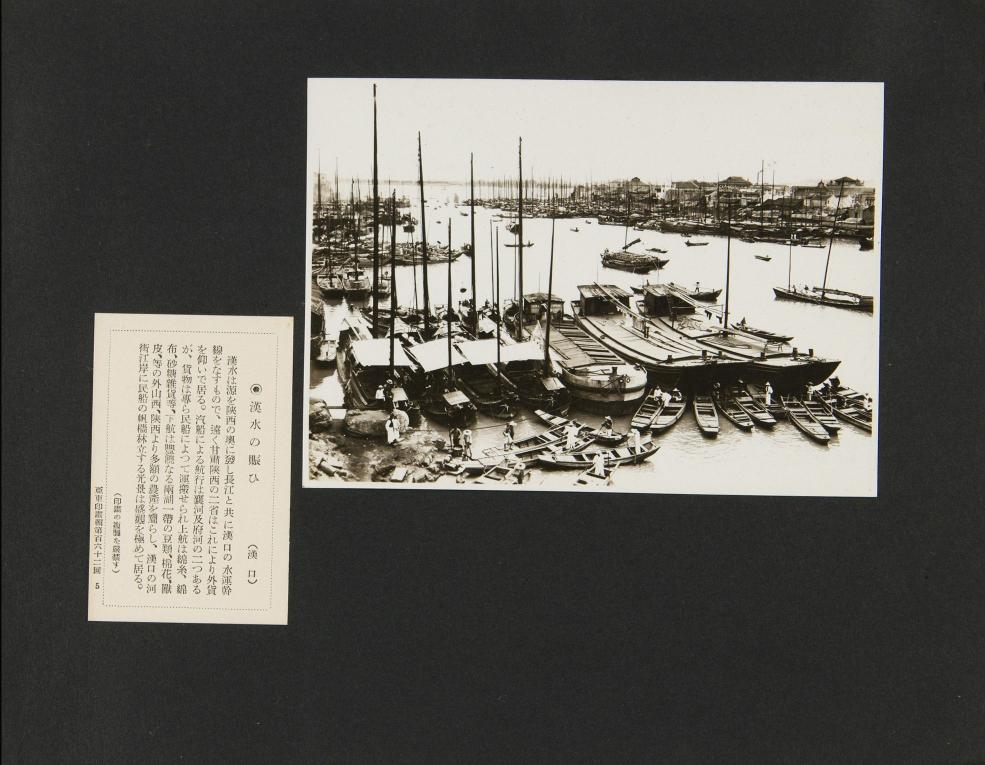 漢水の賑ひ
（漢口）
漢水は源を陝西の奥に發し長江と共に漢口の水運幹
線をなすもので、遠く甘肅陝西の二省はこれにより外貨
を仰いで居る。汽船による航行は襄河及府河の二つある
が、貨物は專ら民船によつて運搬せられ上航は綿糸、綿
布、砂糖雜貨等、下航は豐饒なる兩湖一帶の豆類、棉花、獸
皮、等の外山西、陝西より多額の農產を齎らし、漢口の河
街江岸に民船の帆檣林立する光景は盛觀を極めて居る。
（印畫の複製を嚴禁す）
亞東印畫輯第百六十二回 5